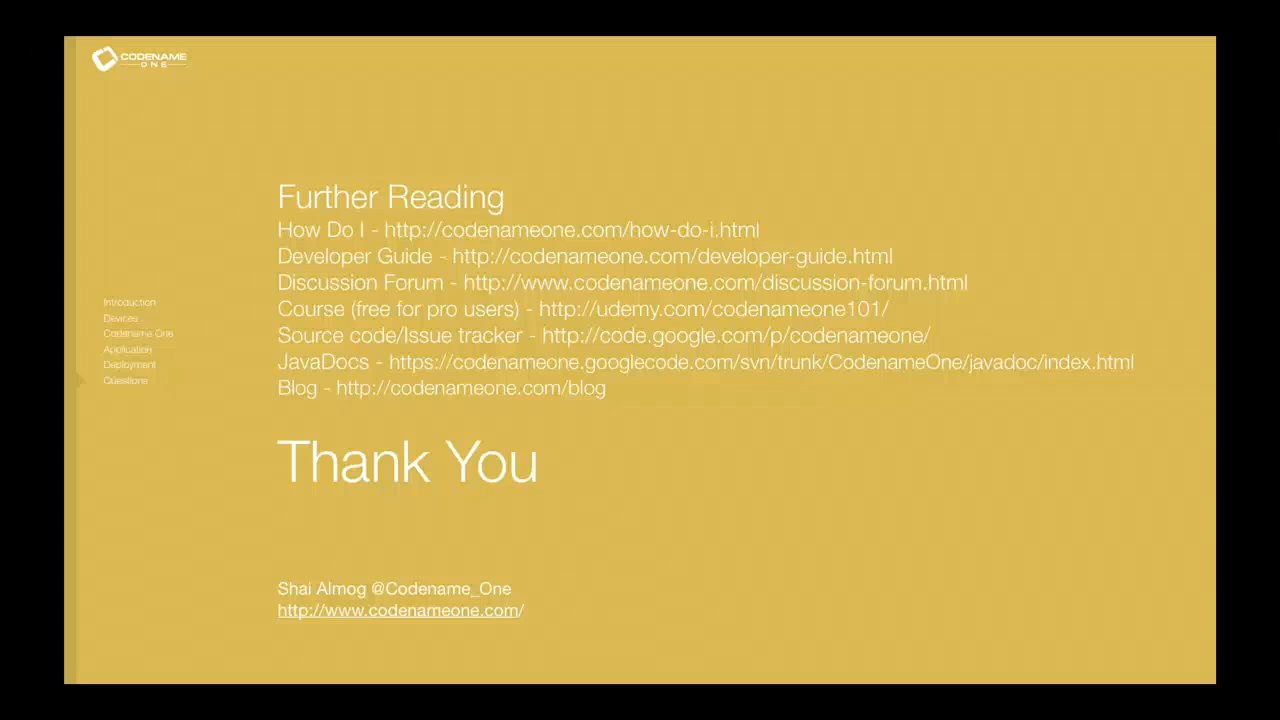 CODENAME
ONE
Further Reading
How Do I - http://codenameone.com/how-do-i.html
Developer Guide - http://codenameone.com/developer-guide.html
Discussion Forum - http://www.codenameone.com/discussion-forum.html
Course (free for pro users) - http://udemy.com/codenameone101/
Source code/Issue tracker - http://code.google.com/p/codenameone/
JavaDocs - https://codenameone.googlecode.com/svn/trunk/CodenameOne/javadoc/index.html
Blog - http://codenameone.com/blog
Introduction
Devices
Codename One
Application
Deployment
Questions
Thank You
Shai Almog @Codename_One
http://www.codenameone.com/